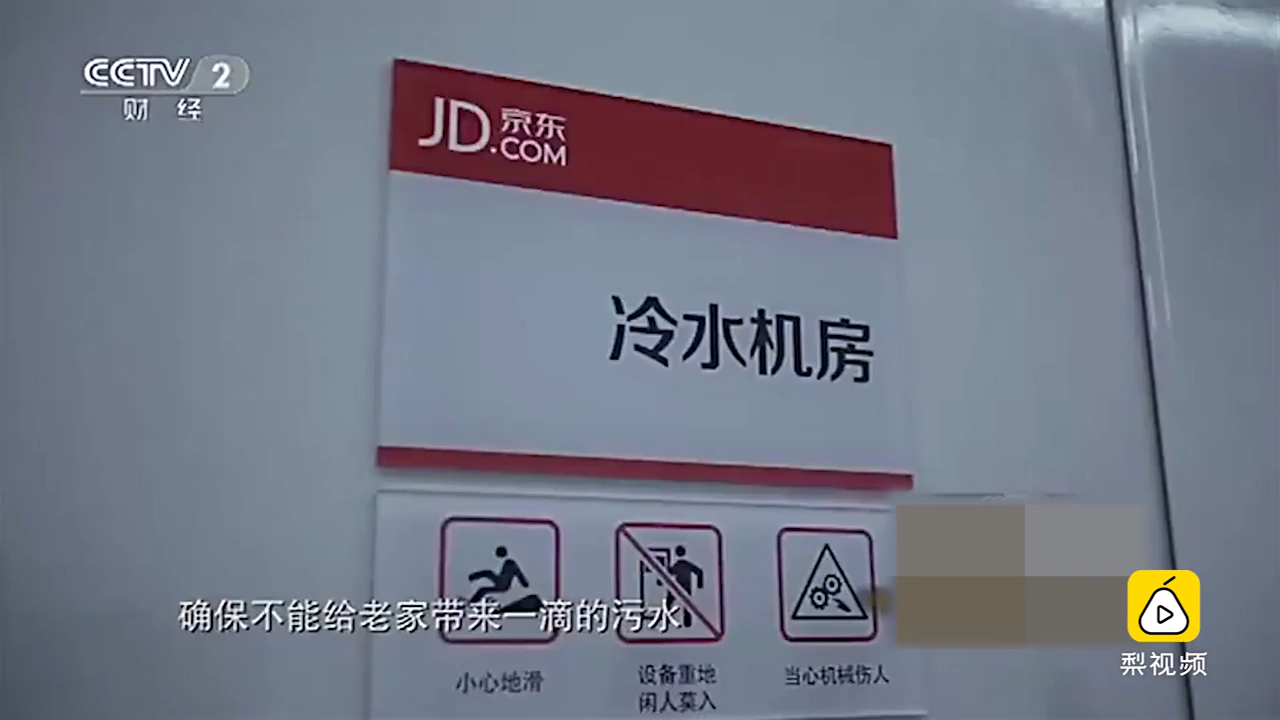 CCTV 2
财经
JD 京东
.COM
冷水机房
确保不能给老家带来一滴的污水
小心地滑
设备重地
闲人莫入
当心机械伤人
梨视频